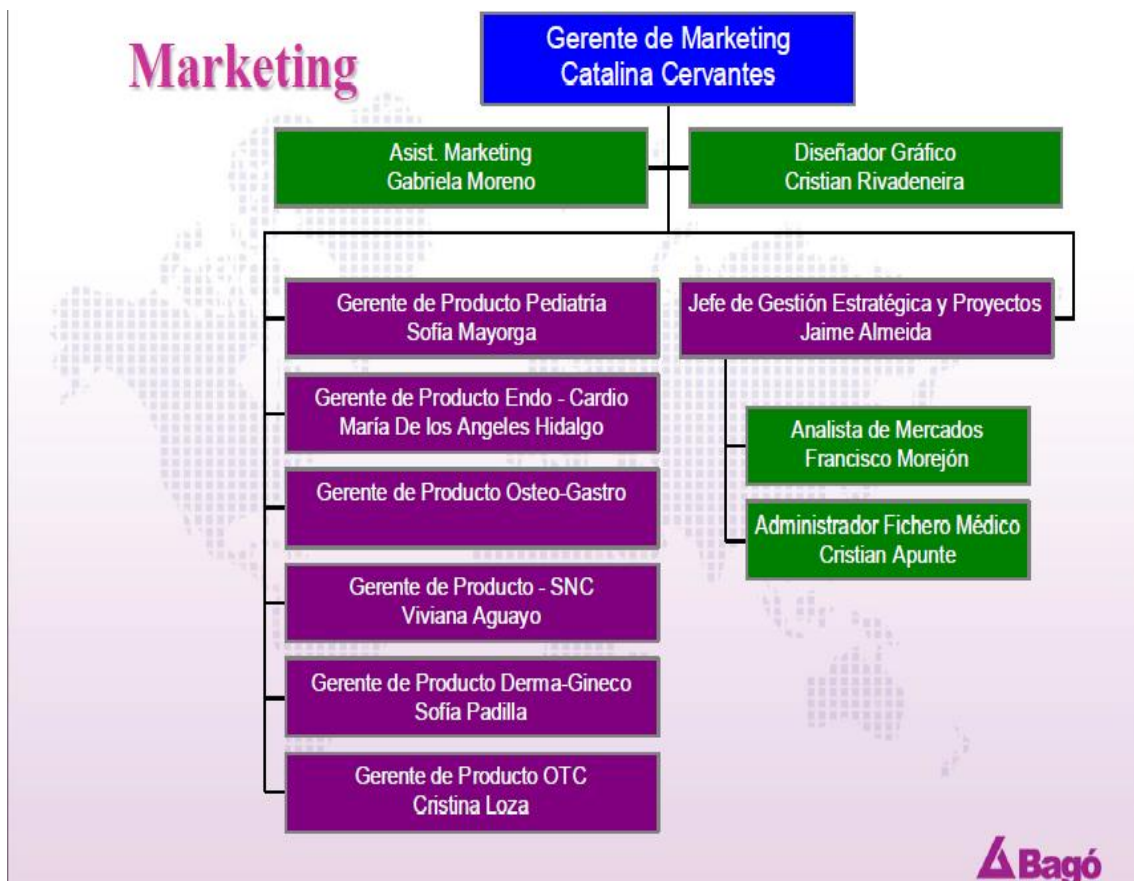 Marketing
Gerente de Marketing
Catalina Cervantes
Asist. Marketing
Gabriela Moreno
Diseñador Gráfico
Cristian Rivadeneira
Gerente de Producto Pediatría
Sofía Mayorga
Gerente de Producto Endo - Cardio
María De los Angeles Hidalgo
Gerente de Producto Osteo-Gastro
Gerente de Producto - SNC
Viviana Aguayo
Gerente de Producto Derma-Gineco
Sofía Padilla
Gerente de Producto OTC
Cristina Loza
Jefe de Gestión Estratégica y Proyectos
Jaime Almeida
Analista de Mercados
Francisco Morejón
Administrador Fichero Médico
Cristian Apunte
Bagó